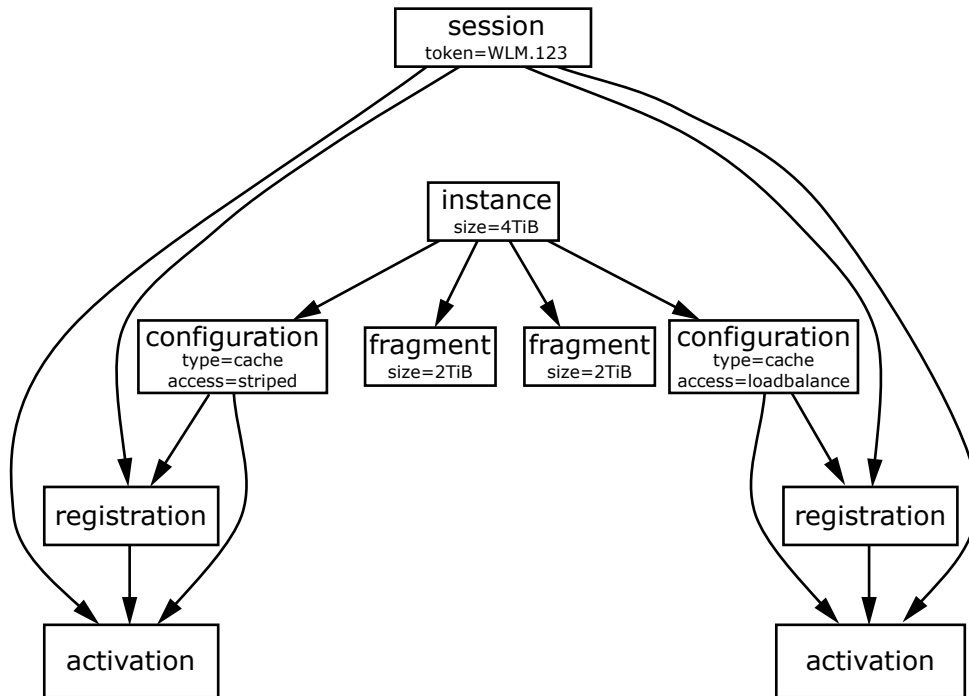 session
token=WLM.123
instance
size=4TiB
configuration
type=cache
access=striped
fragment
size=2TiB
fragment
size=2TiB
configuration
type=cache
access=loadbalance
registration
registration
activation
activation